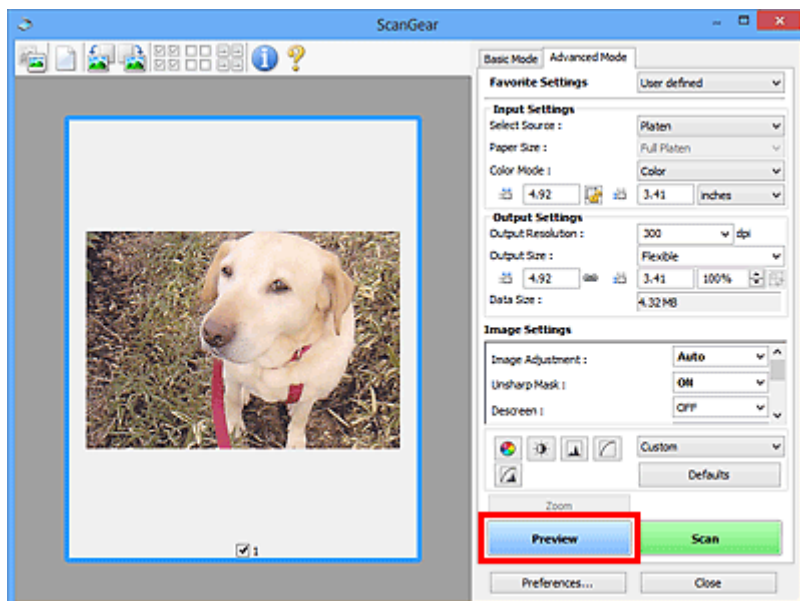 ScanGear
Basic Mode Advanced Mode
Favorite Settings User defined
Input Settings
Select Source : Platen
Paper Size : Full Platen
Color Mode : Color
4.92 3.41 inches
Output Settings
Output Resolution : 300 dpi
Output Size : Flexible
4.92 3.41 100%
Data Size : 4.32 MB
Image Settings
Image Adjustment : Auto
Unsharp Mask : ON
Descreen : OFF
Custom
Defaults
Zoom
Preview Scan
1
Preferences... Close